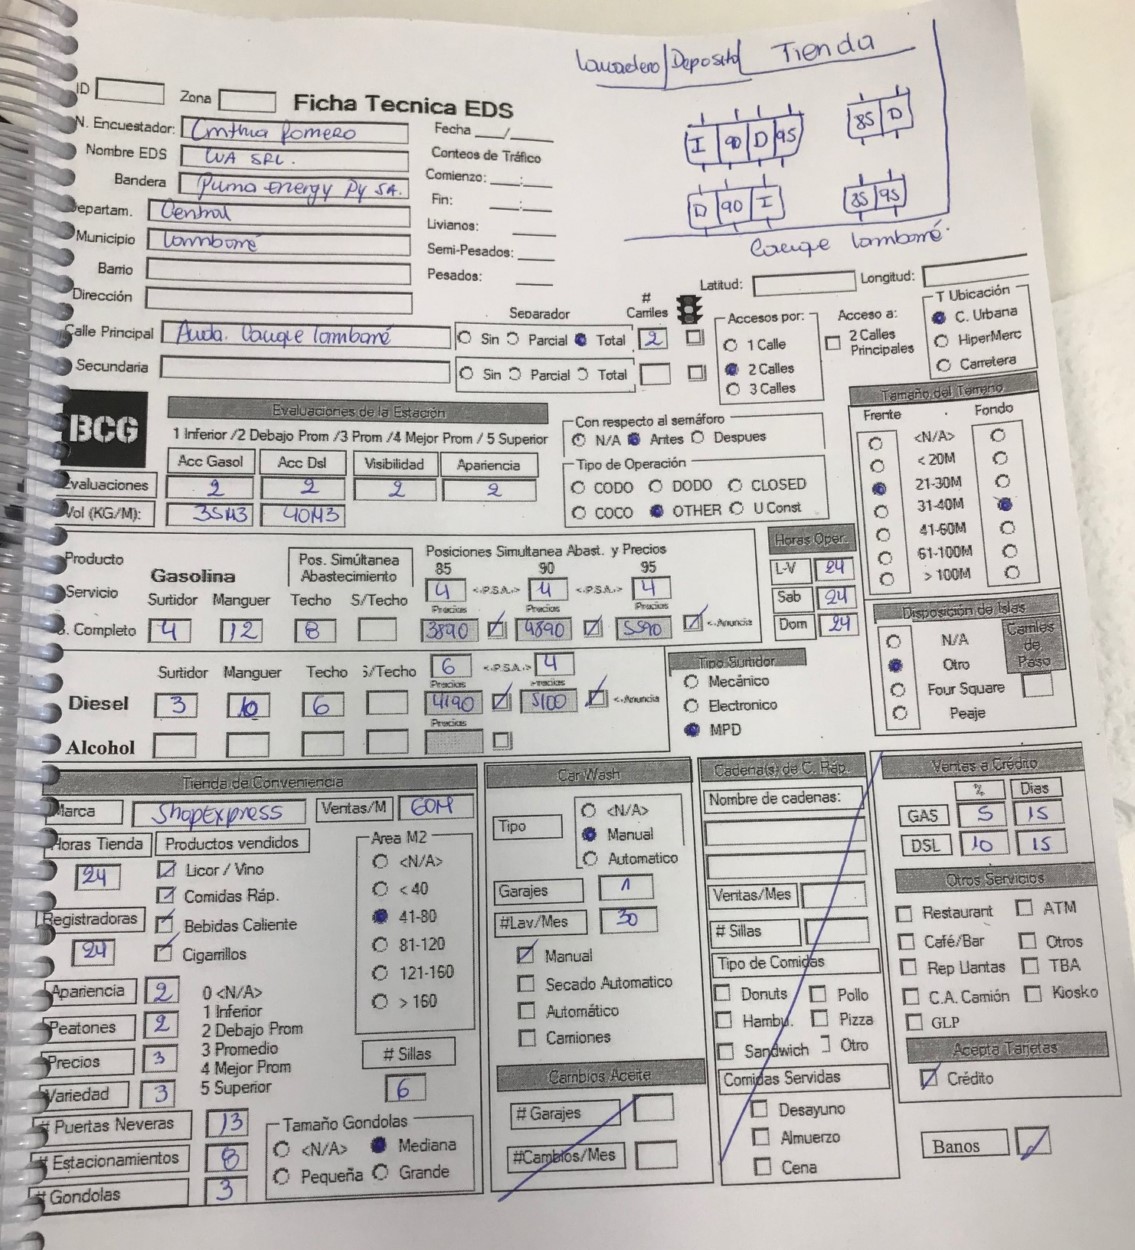 Lavadero Deposito Tienda
ID Zona Ficha Tecnica EDS
I 90 D 95 85 D
D 90 I 85 95
Cacique lambaré
N. Encuestador: Cinthia Romero Fecha / 
Nombre EDS LVA SRL. Conteos de Tráfico
Bandera Puma energy Py SA. Comienzo: :
Departam. Central Fin: :
Municipio lambaré Livianos:
Barrio Semi-Pesados:
Dirección Pesados:
Latitud: Longitud:
Calle Principal Avda. Cacique lambaré Separador Sin Parcial Total # Carriles 2
Secundaria Sin Parcial Total
Accesos por: 1 Calle 2 Calles 3 Calles
Acceso a: 2 Calles Principales
T Ubicación C. Urbana HiperMerc Carretera
BCG
Evaluaciones de la Estación
1 Inferior /2 Debajo Prom /3 Prom /4 Mejor Prom / 5 Superior
Acc Gasol Acc Dsl Visibilidad Apariencia
Evaluaciones 2 2 2 2
Vol (KG/M): 35M3 40M3
Con respecto al semáforo
N/A Antes Despues
Tipo de Operación
CODO DODO CLOSED
COCO OTHER U Const
Tamaño del Terreno
Frente Fondo
<N/A>
< 20M
21-30M
31-40M
41-60M
61-100M
> 100M
Horas Oper.
L-V 24
Sab 24
Dom 24
Producto Pos. Simúltanea Abastecimiento Posiciones Simultanea Abast. y Precios
Servicio Gasolina 85 90 95
4 <.P.S.A.> 4 <.P.S.A.> 4
Surtidor Manguer Techo S/Techo Precios Precios Precios
S. Completo 4 12 8 3890 4890 5590 <-Anuncia
Surtidor Manguer Techo S/Techo 6 <.P.S.A.> 4
Precios Precios
Diesel 3 10 6 4190 5100 <-Anuncia
Precios
Alcohol
Tipo Surtidor
Mecánico
Electronico
MPD
Disposición de Islas
N/A
Otro
Four Square
Peaje
Carriles de Paso
Tienda de Conveniencia
Marca ShopExpress Ventas/M 60M
Horas Tienda 24
Productos vendidos
Licor / Vino
Comidas Ráp.
Bebidas Caliente
Cigarrillos
Registradoras 24
Area M2
<N/A>
< 40
41-80
81-120
121-160
> 160
Apariencia 2
Peatones 2
Precios 3
Variedad 3
0 <N/A>
1 Inferior
2 Debajo Prom
3 Promedio
4 Mejor Prom
5 Superior
# Sillas 6
# Puertas Neveras 13
# Estacionamientos 8
# Gondolas 3
Tamaño Gondolas
<N/A> Mediana
Pequeña Grande
Car Wash
Tipo <N/A> Manual Automatico
Garajes 1
#Lav/Mes 30
Manual
Secado Automatico
Automático
Camiones
Cambios Aceite
# Garajes
#Cambios/Mes
Cadena(s) de C. Ráp.
Nombre de cadenas:
Ventas/Mes
# Sillas
Tipo de Comidas
Donuts Pollo
Hambu. Pizza
Sandwich Otro
Comidas Servidas
Desayuno
Almuerzo
Cena
Ventas a Crédito
% Dias
GAS 5 15
DSL 10 15
Otros Servicios
Restaurant ATM
Café/Bar Otros
Rep Llantas TBA
C.A. Camión Kiosko
GLP
Acepta Tarjetas
Crédito
Banos